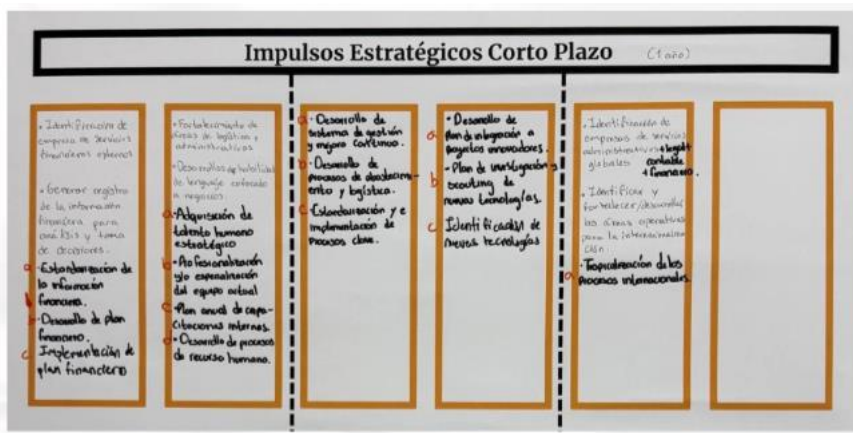 Impulsos Estratégicos Corto Plazo (1 año)
• Identificación de
empresa de servicios
financieros externos
• Generar registro
de la información
financiera para
análisis y toma
de decisiones.
a • Estandarización de
la información
financiera.
b • Desarrollo de plan
financiero.
c Implementación de
plan financiero
• Fortalecimiento de
áreas de logística y
administrativas
• Desarrollo de habilidad
de lenguaje enfocado a
negocios
a • Adquisición de
talento humano
estratégico
b • Profesionalización
y/o especialización
del equipo actual
c • Plan anual de capa-
citaciones internas.
d • Desarrollo de procesos
de recurso humano.
a • Desarrollo de
sistema de gestión
y mejora continua.
b • Desarrollo de
procesos de abastecimi-
ento y logística.
c • Estandarización y e
implementación de
procesos clave.
• Desarrollo de
a plan de integración a
proyectos innovadores.
• Plan de investigación y
b scouting de
nuevas tecnologías.
c Identificación de
nuevas tecnologías
• Identificación de
empresas de servicios
administrativos + legal +
globales contable
+ financiero.
• Identificar y
fortalecer/desarrollar
las áreas operativas
para la internacionalización
a • Tropicalización de los
procesos internacionales.